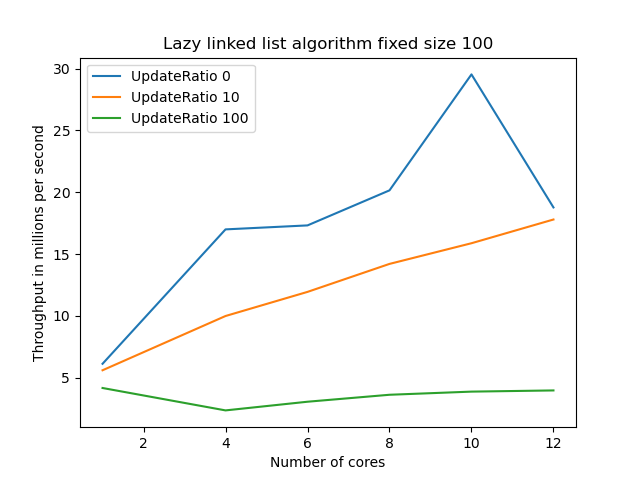 Lazy linked list algorithm fixed size 100
UpdateRatio 0
UpdateRatio 10
UpdateRatio 100
Throughput in millions per second
30
25
20
15
10
5
2 4 6 8 10 12
Number of cores